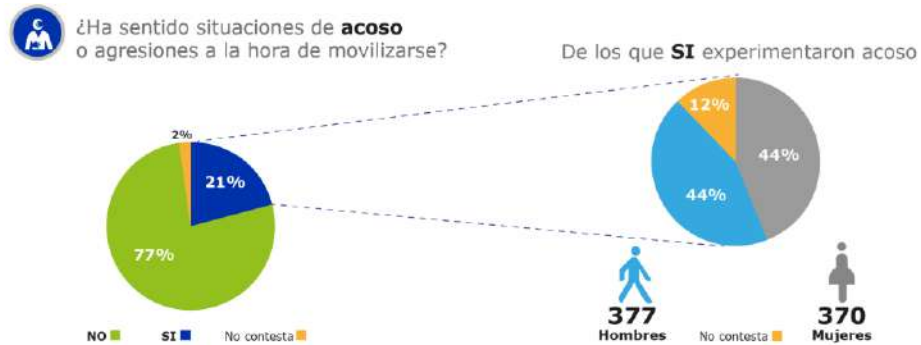 ¿Ha sentido situaciones de acoso
o agresiones a la hora de movilizarse?
De los que SI experimentaron acoso
2%
21%
77%
12%
44%
44%
NO SI No contesta
377
Hombres
No contesta
370
Mujeres